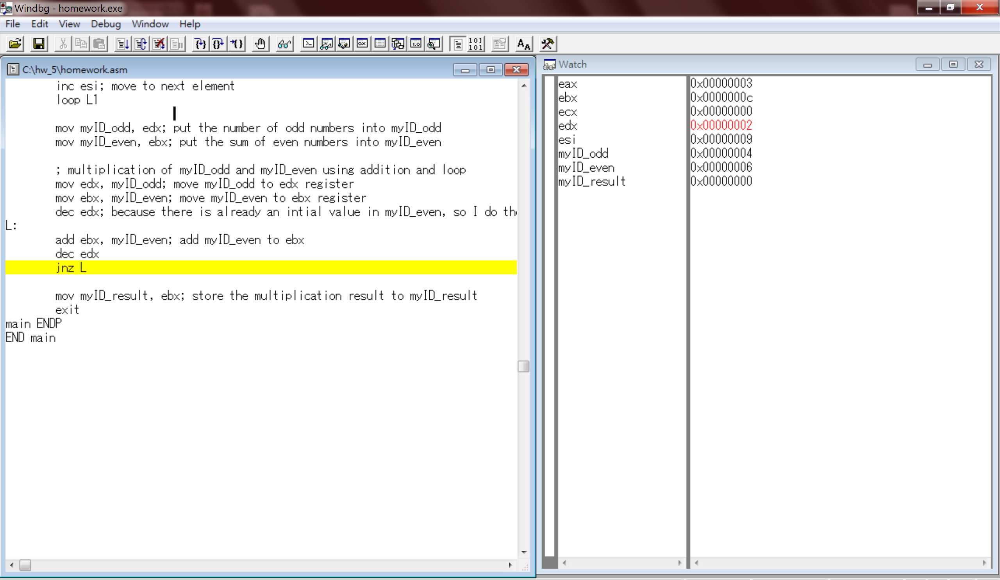 Windbg - homework.exe
File Edit View Debug Window Help
C:\hw_5\homework.asm
inc esi; move to next element
loop L1
mov myID_odd, edx; put the number of odd numbers into myID_odd
mov myID_even, ebx; put the sum of even numbers into myID_even
; multiplication of myID_odd and myID_even using addition and loop
mov edx, myID_odd; move myID_odd to edx register
mov ebx, myID_even; move myID_even to ebx register
dec edx; because there is already an intial value in myID_even, so I do
L:
add ebx, myID_even; add myID_even to ebx
dec edx
jnz L
mov myID_result, ebx; store the multiplication result to myID_result
exit
main ENDP
END main
Watch
eax 0x00000003
ebx 0x0000000c
ecx 0x00000000
edx 0x00000002
esi 0x00000009
myID_odd 0x00000004
myID_even 0x00000006
myID_result 0x00000000